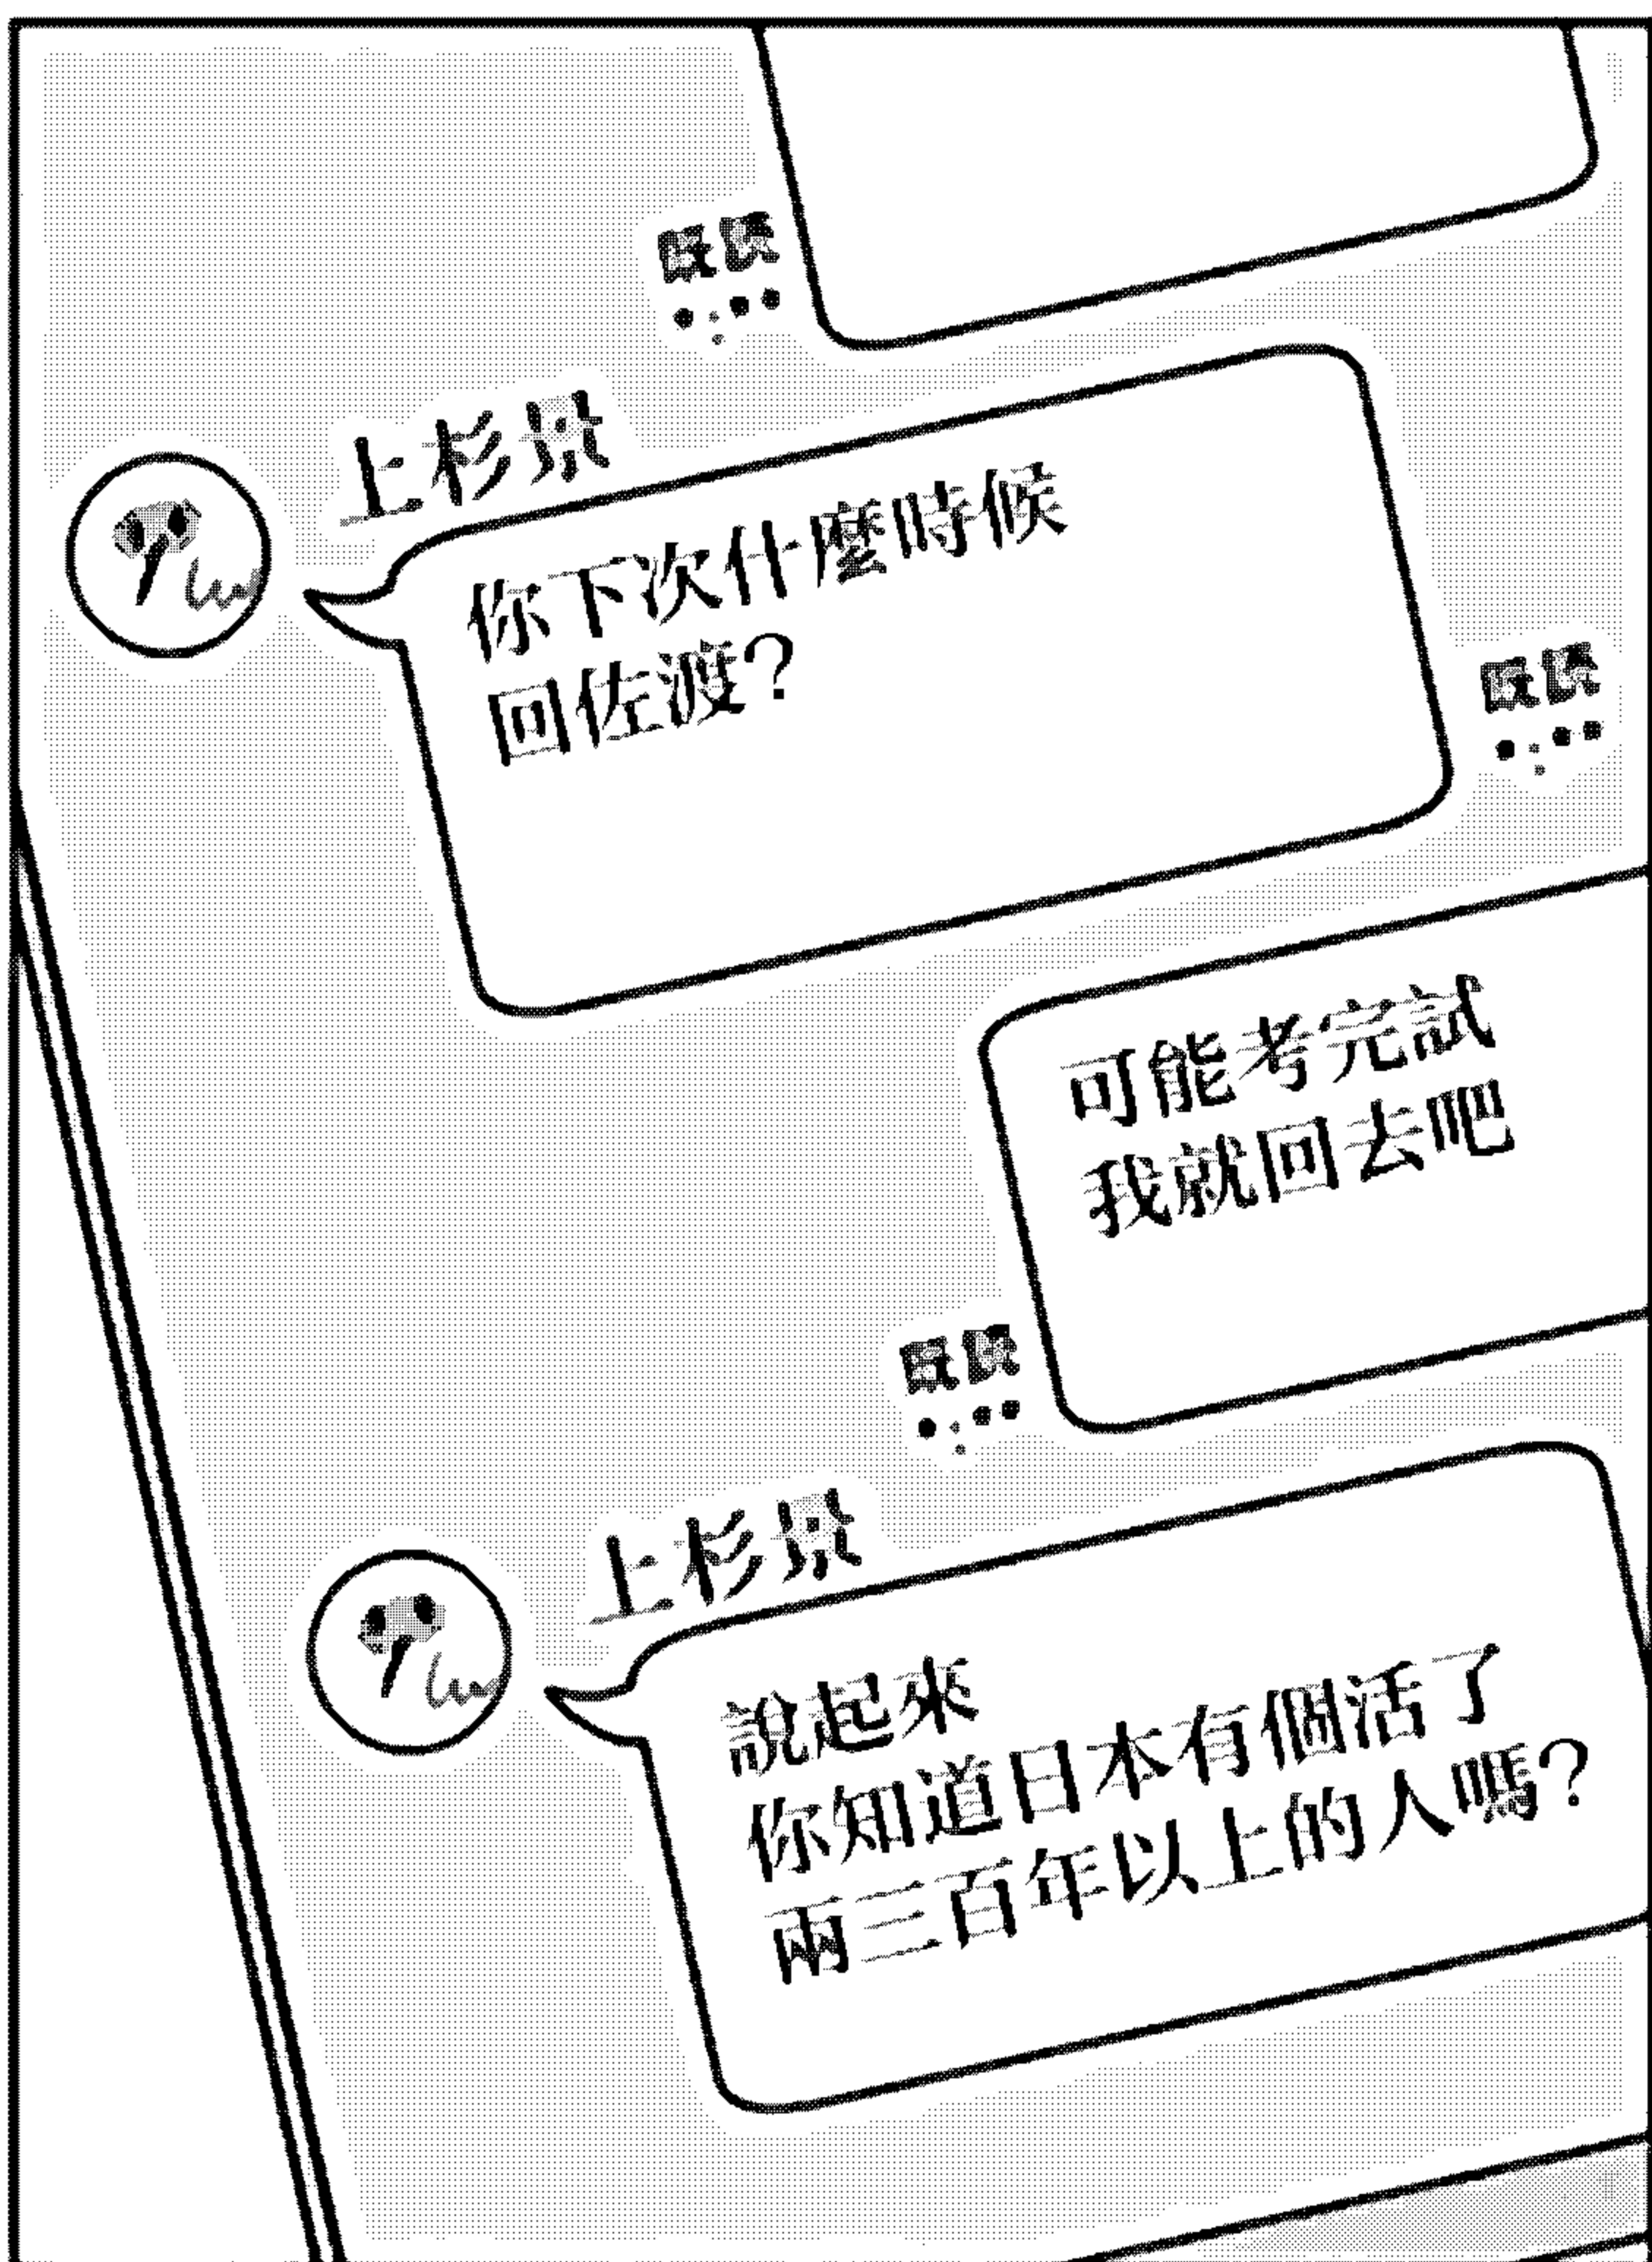 上杉景
你下次什麼時候
回佐渡?
可能考完試
我就回去吧
上杉景
說起來
你知道日本有個活了
兩三百年以上的人嗎?